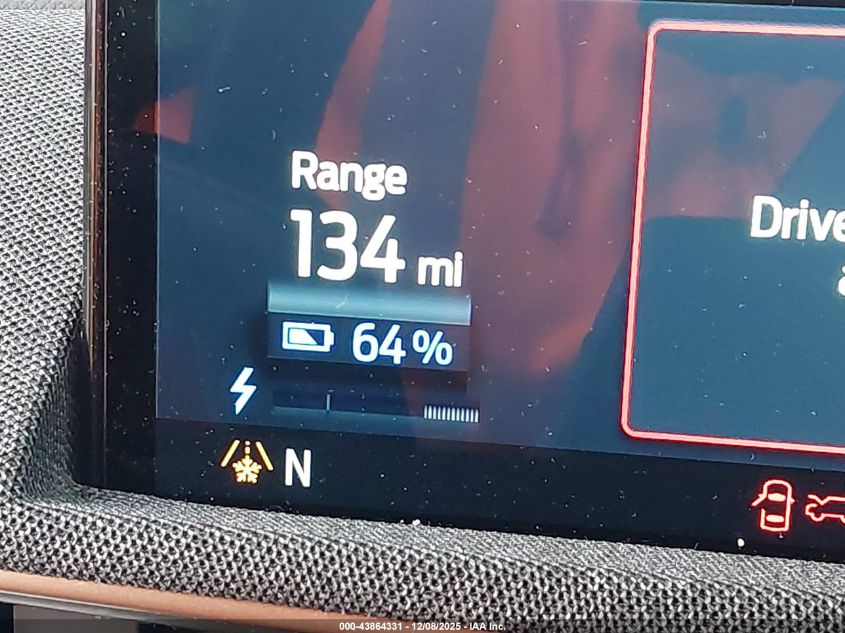 Range
134 mi
64%
N
Drive
000-43864331 - 12/08/2025 - IAA Inc.